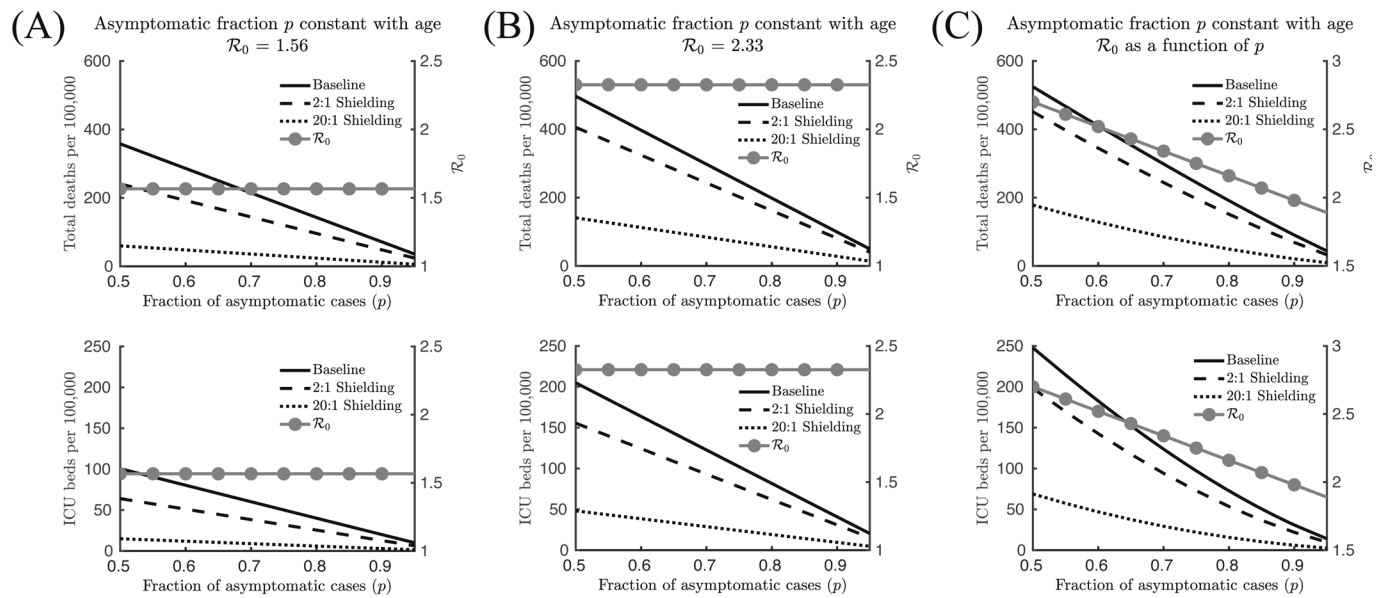 (A)
Asymptomatic fraction p constant with age
R₀ = 1.56
600
400
200
0
Total deaths per 100,000
2.5
2
1.5
1
R₀
Baseline
2:1 Shielding
20:1 Shielding
R₀
0.5 0.6 0.7 0.8 0.9
Fraction of asymptomatic cases (p)
(B)
Asymptomatic fraction p constant with age
R₀ = 2.33
600
400
200
0
Total deaths per 100,000
2.5
2
1.5
1
R₀
Baseline
2:1 Shielding
20:1 Shielding
R₀
0.5 0.6 0.7 0.8 0.9
Fraction of asymptomatic cases (p)
(C)
Asymptomatic fraction p constant with age
R₀ as a function of p
600
400
200
0
Total deaths per 100,000
3
2.5
2
1.5
Baseline
2:1 Shielding
20:1 Shielding
R₀
0.5 0.6 0.7 0.8 0.9
Fraction of asymptomatic cases (p)
250
200
150
100
50
0
ICU beds per 100,000
2.5
2
1.5
1
Baseline
2:1 Shielding
20:1 Shielding
R₀
0.5 0.6 0.7 0.8 0.9
Fraction of asymptomatic cases (p)
250
200
150
100
50
0
ICU beds per 100,000
2.5
2
1.5
1
Baseline
2:1 Shielding
20:1 Shielding
R₀
0.5 0.6 0.7 0.8 0.9
Fraction of asymptomatic cases (p)
250
200
150
100
50
0
ICU beds per 100,000
3
2.5
2
1.5
Baseline
2:1 Shielding
20:1 Shielding
R₀
0.5 0.6 0.7 0.8 0.9
Fraction of asymptomatic cases (p)